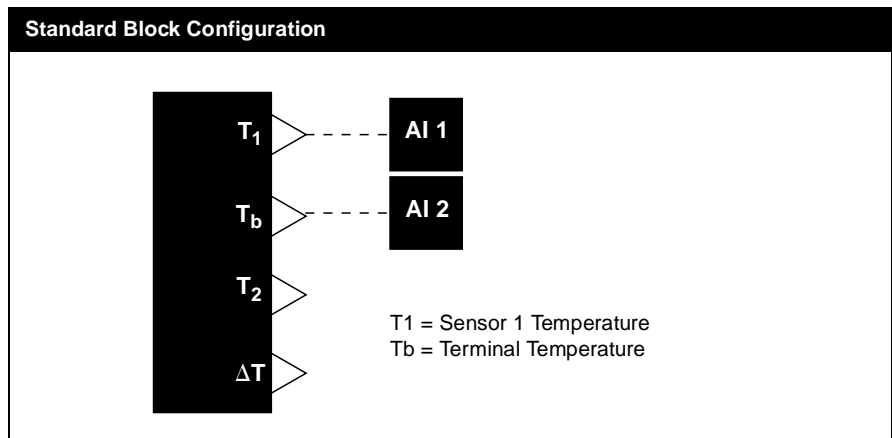 Standard Block Configuration
T1
AI 1
Tb
AI 2
T2
T1 = Sensor 1 Temperature
Tb = Terminal Temperature
ΔT